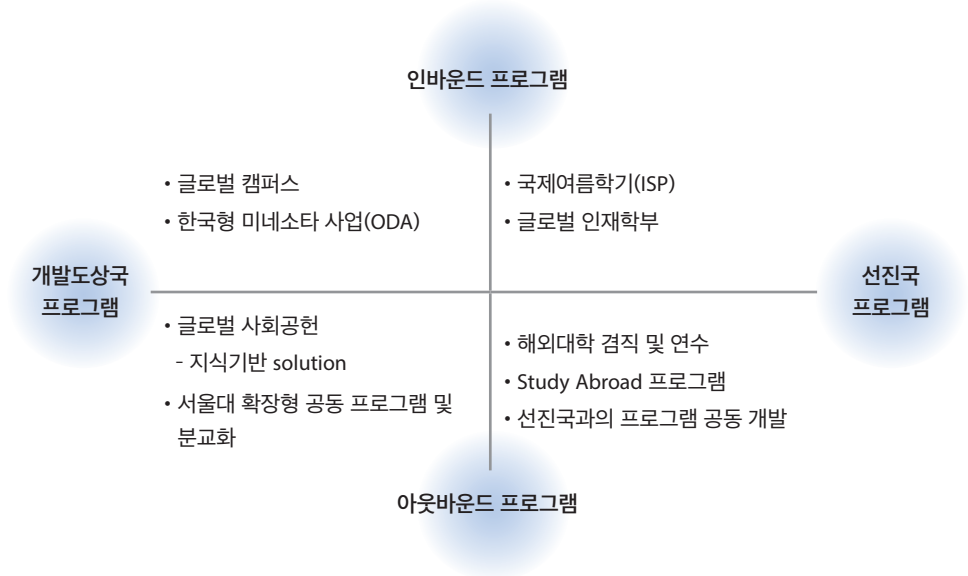 인바운드 프로그램
• 글로벌 캠퍼스
• 한국형 미네소타 사업(ODA)
• 국제여름학기(ISP)
• 글로벌 인재학부
개발도상국
프로그램
선진국
프로그램
• 글로벌 사회공헌
- 지식기반 solution
• 서울대 확장형 공동 프로그램 및
분교화
• 해외대학 겸직 및 연수
• Study Abroad 프로그램
• 선진국과의 프로그램 공동 개발
아웃바운드 프로그램